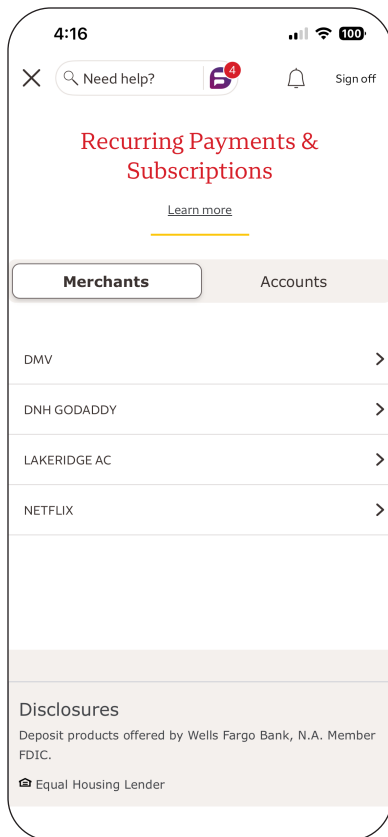 4:16
100
Need help?
4
Sign off
Recurring Payments &
Subscriptions
Learn more
Merchants
Accounts
DMV
DNH GODADDY
LAKERIDGE AC
NETFLIX
Disclosures
Deposit products offered by Wells Fargo Bank, N.A. Member
FDIC.
Equal Housing Lender